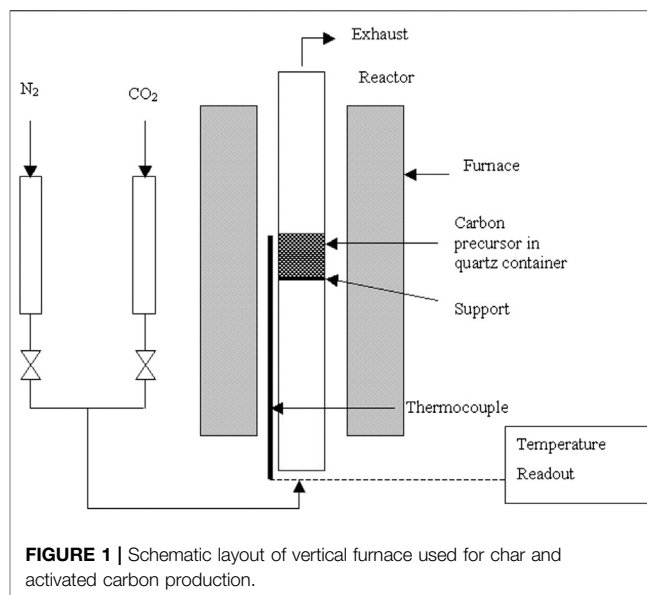 Exhaust
N2
CO2
Reactor
Furnace
Carbon
precursor in
quartz container
Support
Thermocouple
Temperature
Readout
FIGURE 1 | Schematic layout of vertical furnace used for char and
activated carbon production.